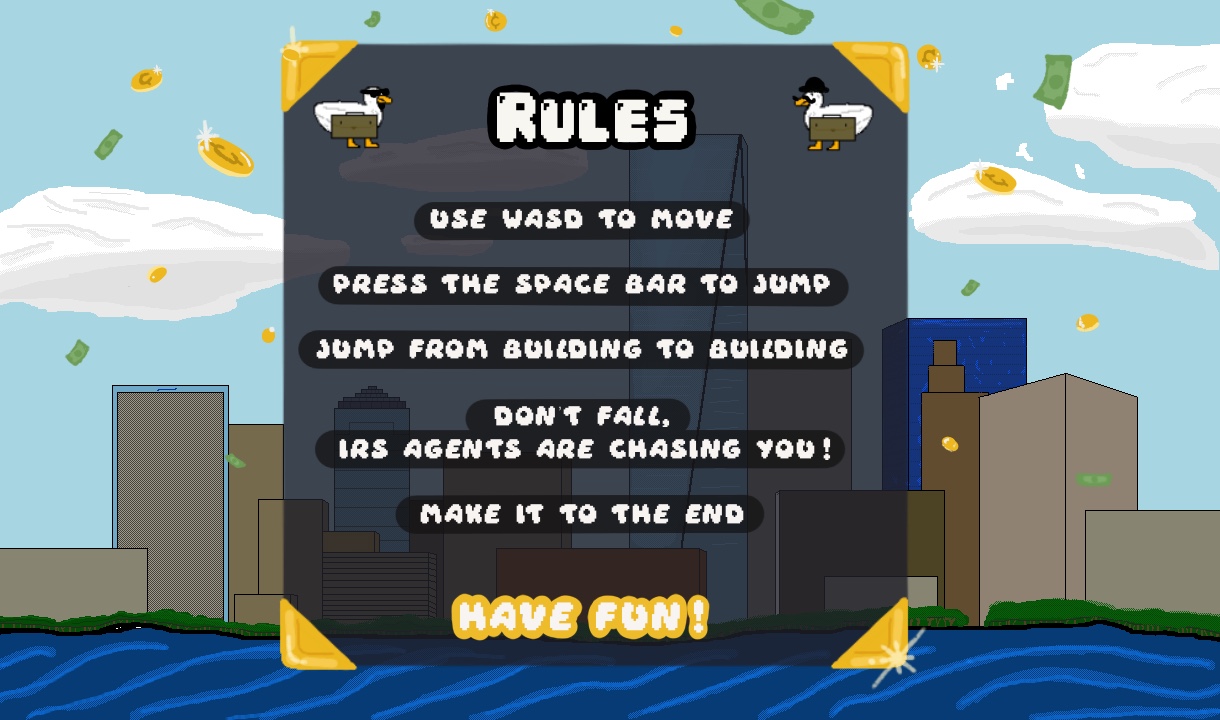 RULES
USE WASD TO MOVE
PRESS THE SPACE BAR TO JUMP
JUMP FROM BUILDING TO BUILDING
DON'T FALL,
IRS AGENTS ARE CHASING YOU!
MAKE IT TO THE END
HAVE FUN!